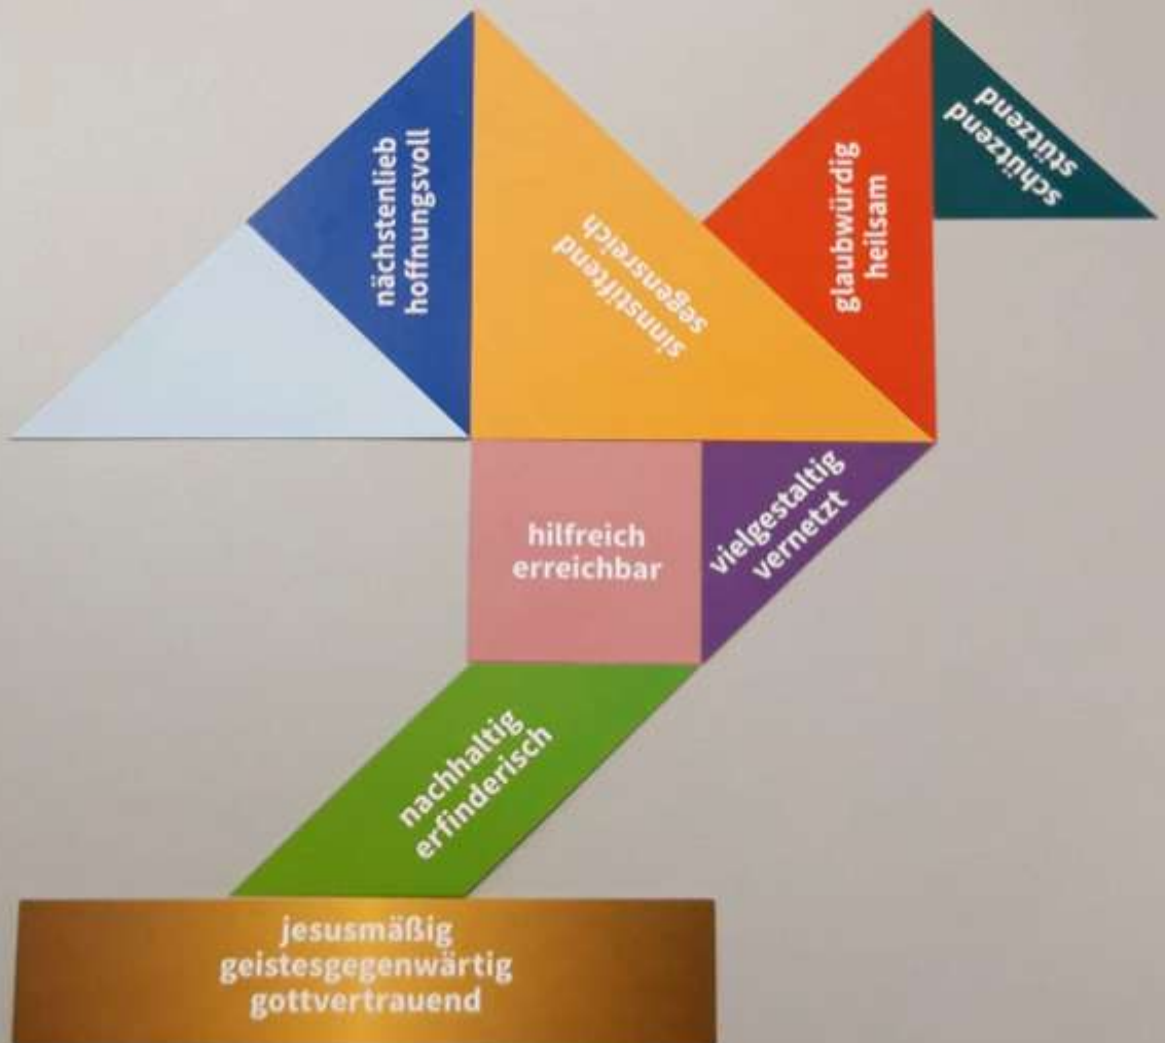 nächstenlieb
hoffnungsvoll
sinnstiftend
segensreich
glaubwürdig
heilsam
schützend
stützend
hilfreich
erreichbar
vielgestaltig
vernetzt
nachhaltig
erfinderisch
jesusmäßig
geistesgegenwärtig
gottvertrauend